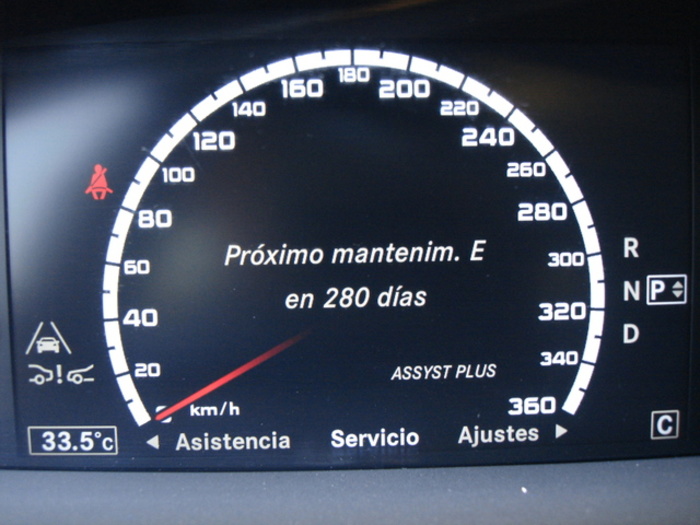 180
160
200
140
220
120
240
100
260
80
280
Próximo mantenim. E
60
300
R
en 280 días
N
P
40
320
D
20
340
ASSYST PLUS
km/h
360
33.5°C
Asistencia
Servicio
Ajustes
C